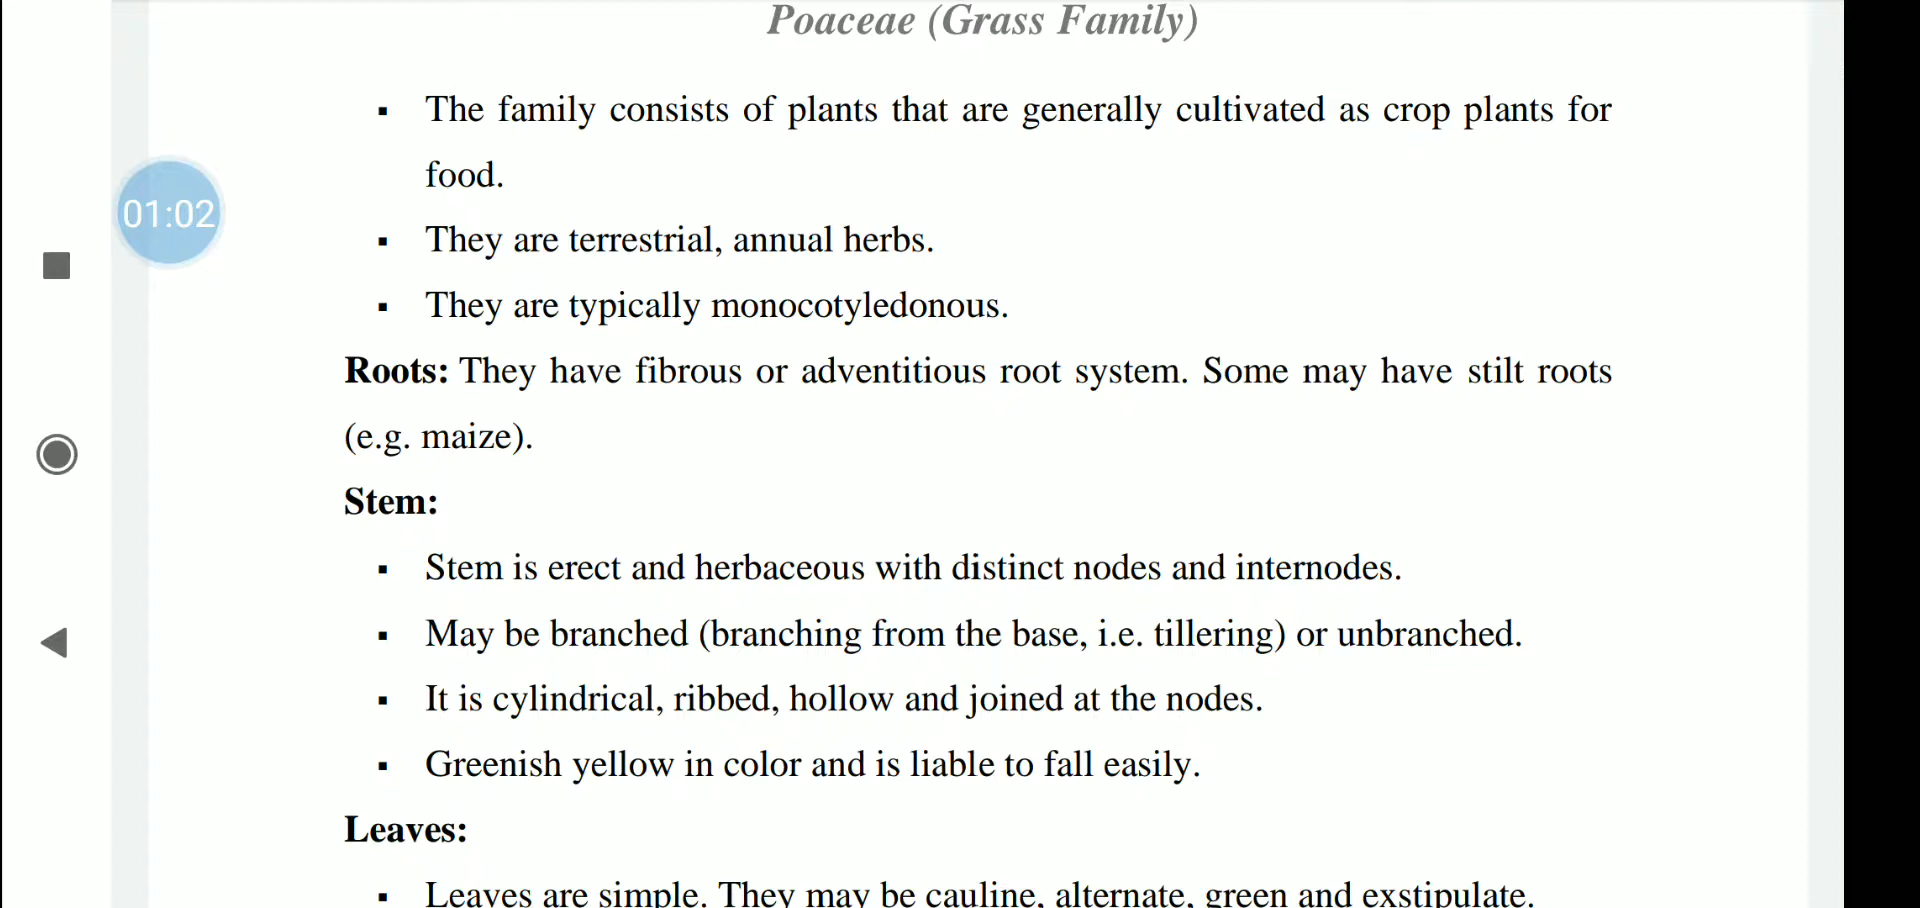 Poaceae (Grass Family)
▪ The family consists of plants that are generally cultivated as crop plants for
food.
01:02
▪ They are terrestrial, annual herbs.
▪ They are typically monocotyledonous.
Roots: They have fibrous or adventitious root system. Some may have stilt roots
(e.g. maize).
Stem:
▪ Stem is erect and herbaceous with distinct nodes and internodes.
▪ May be branched (branching from the base, i.e. tillering) or unbranched.
▪ It is cylindrical, ribbed, hollow and joined at the nodes.
▪ Greenish yellow in color and is liable to fall easily.
Leaves:
▪ Leaves are simple. They may be cauline, alternate, green and exstipulate.